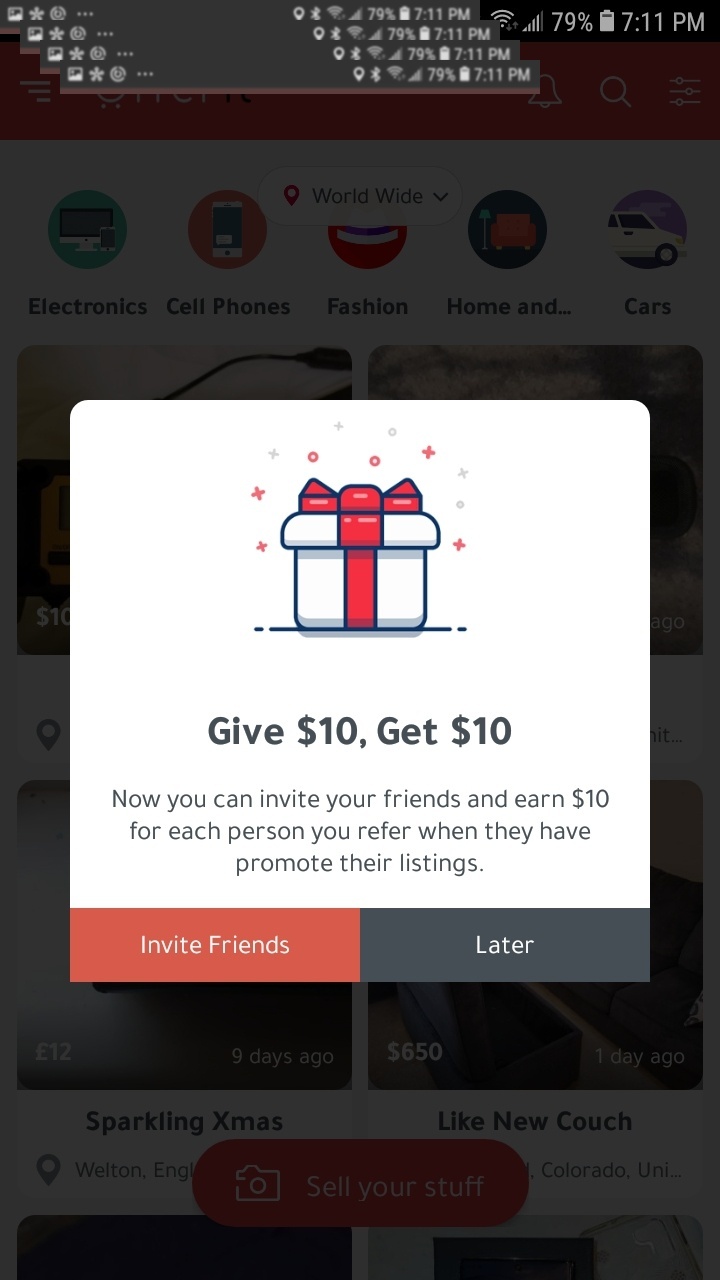 79% 7:11 PM
79% 7:11 PM
79% 7:11 PM
79% 7:11 PM
79% 7:11 PM
World Wide
Electronics Cell Phones Fashion Home and... Cars
$10
ago
Give $10, Get $10
Now you can invite your friends and earn $10
for each person you refer when they have
promote their listings.
Invite Friends Later
£12 9 days ago $650 1 day ago
Sparkling Xmas Like New Couch
Welton, Engl Colorado, Uni...
Sell your stuff